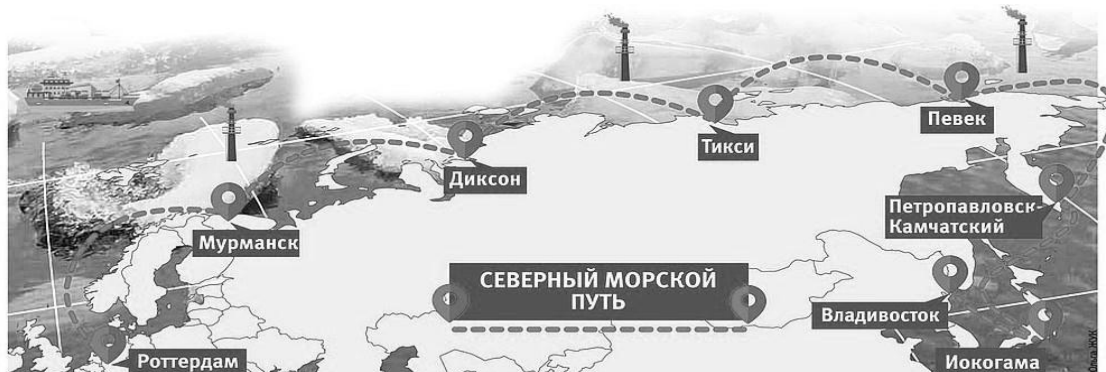 Певек
Тикси
Диксон
Петропавловск-
Камчатский
Мурманск
СЕВЕРНЫЙ МОРСКОЙ
ПУТЬ
Владивосток
Роттердам
Иокогама